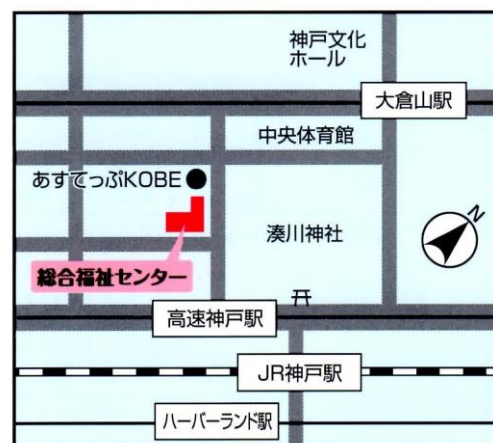 神戸文化
ホール
大倉山駅
中央体育館
あすてっぷKOBE
湊川神社
N
総合福祉センター
高速神戸駅
JR神戸駅
ハーバーランド駅